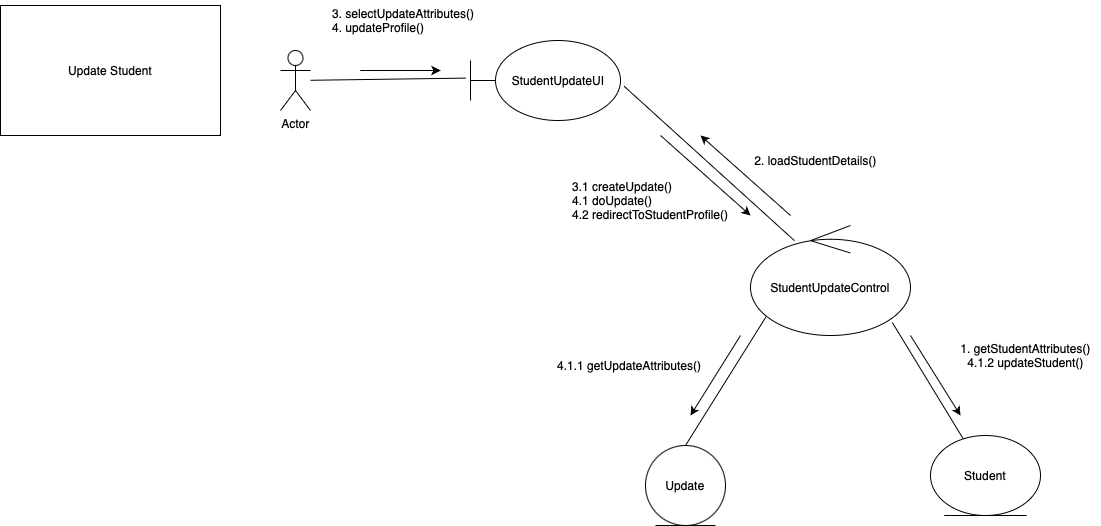 Update Student
3. selectUpdateAttributes()
4. updateProfile()
Actor
StudentUpdateUI
2. loadStudentDetails()
3.1 createUpdate()
4.1 doUpdate()
4.2 redirectToStudentProfile()
StudentUpdateControl
4.1.1 getUpdateAttributes()
1. getStudentAttributes()
4.1.2 updateStudent()
Update
Student